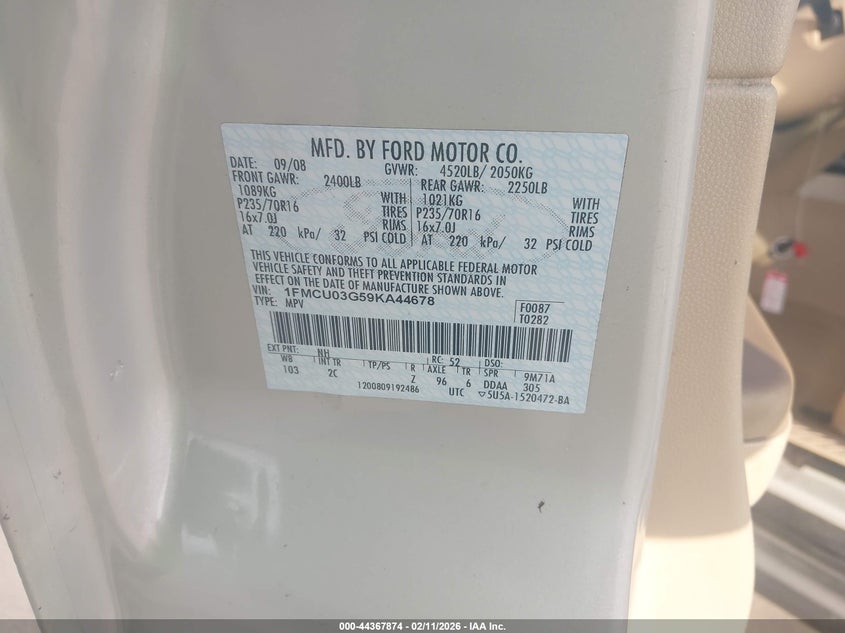 MFD. BY FORD MOTOR CO.
DATE: 09/08 GVWR: 4520LB/ 2050KG
FRONT GAWR: 2400LB REAR GAWR: 2250LB
1089KG WITH 1021KG WITH
P235/70R16 TIRES P235/70R16 TIRES
16x7.0J RIMS 16x7.0J RIMS
AT 220 kPa/ 32 PSI COLD AT 220 kPa/ 32 PSI COLD
THIS VEHICLE CONFORMS TO ALL APPLICABLE FEDERAL MOTOR
VEHICLE SAFETY AND THEFT PREVENTION STANDARDS IN
EFFECT ON THE DATE OF MANUFACTURE SHOWN ABOVE.
VIN: 1FMCU03G59KA44678 F0087
TYPE: MPV T0282
EXT PNT: NH RC: 52 DSO:
WB INT TR TP/PS R AXLE TR SPR 9M71A
103 2C Z 96 6 DDAA 305
1200809192486 UTC ▽5U5A-1520472-BA
000-44367874 - 02/11/2026 - IAA Inc.